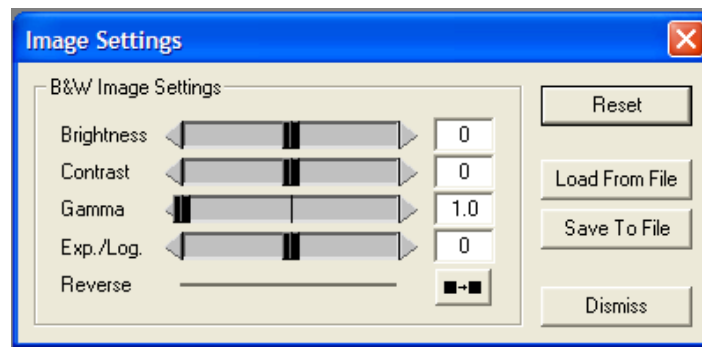 Image Settings
B&W Image Settings
Brightness 0
Contrast 0
Gamma 1.0
Exp./Log. 0
Reverse
Reset
Load From File
Save To File
Dismiss